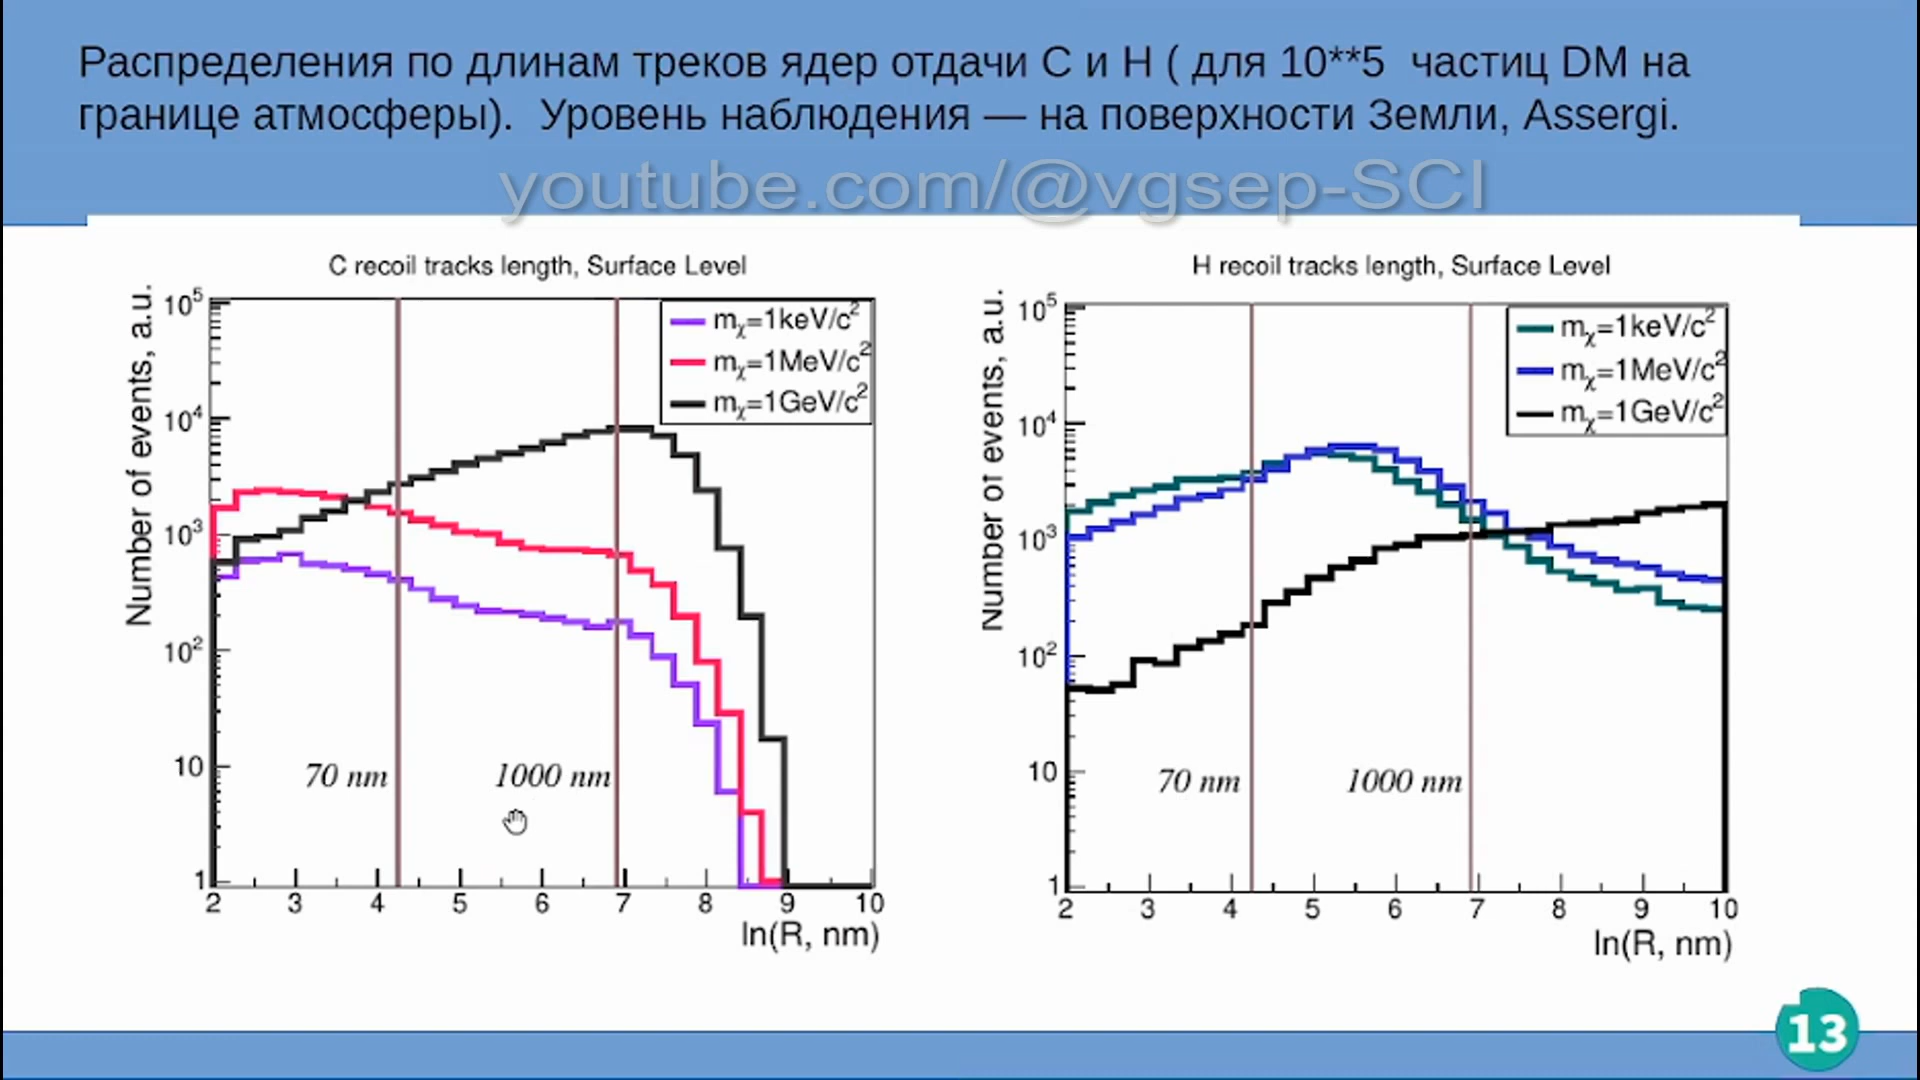 Распределения по длинам треков ядер отдачи C и H ( для 10**5 частиц DM на
границе атмосферы). Уровень наблюдения — на поверхности Земли, Assergi.
youtube.com/@vgsep-SCI
C recoil tracks length, Surface Level
Number of events, a.u.
10⁵
10⁴
10³
10²
10
1
mχ=1keV/c²
mχ=1MeV/c²
mχ=1GeV/c²
70 nm
1000 nm
2 3 4 5 6 7 8 9 10
ln(R, nm)
H recoil tracks length, Surface Level
Number of events, a.u.
10⁵
10⁴
10³
10²
10
1
mχ=1keV/c²
mχ=1MeV/c²
mχ=1GeV/c²
70 nm
1000 nm
2 3 4 5 6 7 8 9 10
ln(R, nm)
13